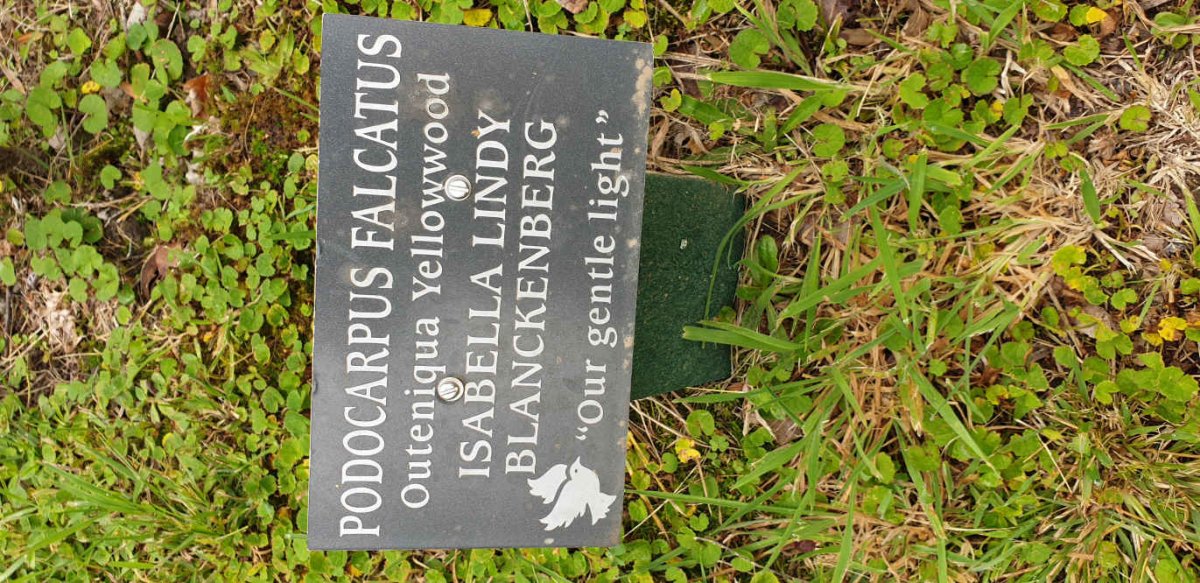 PODOCARPUS FALCATUS
Outeniqua Yellowwood
ISABELLA LINDY
BLANCKENBERG
“Our gentle light”